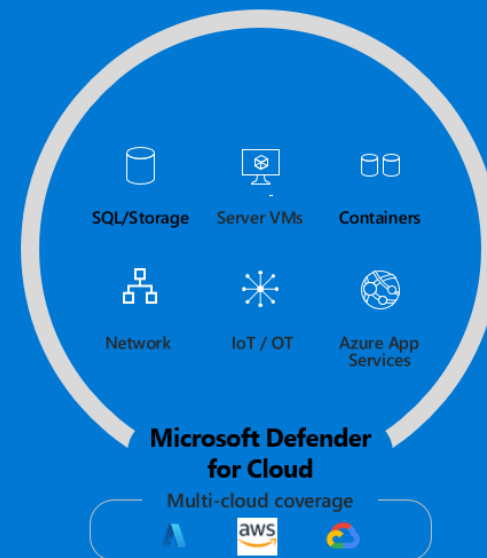 SQL/Storage Server VMs Containers
Network IoT / OT Azure App
Services
Microsoft Defender
for Cloud
Multi-cloud coverage
aws